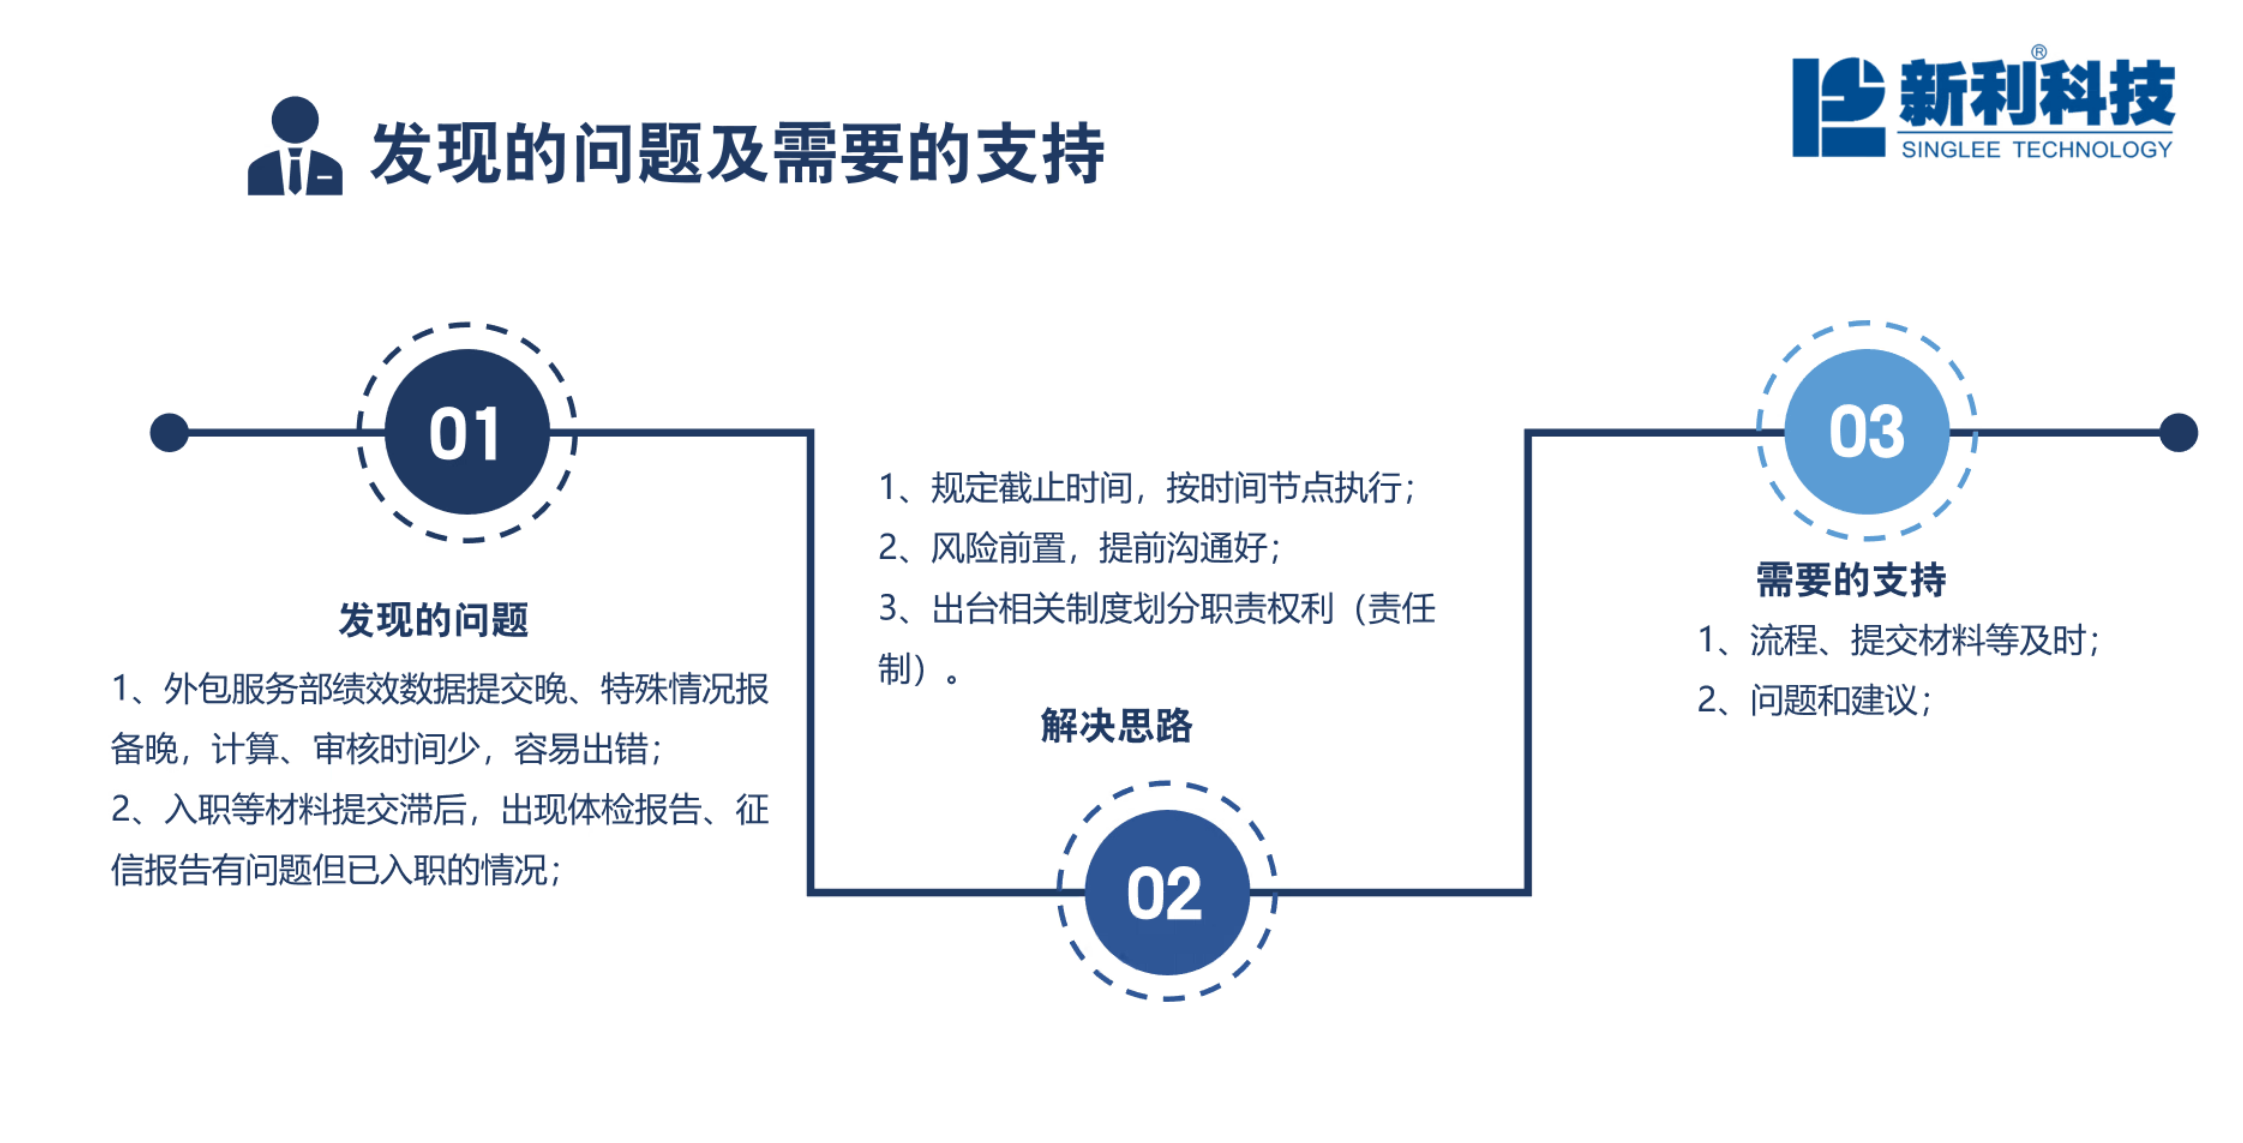 发现的问题及需要的支持
新利科技®
SINGLEE TECHNOLOGY
01
发现的问题
1、外包服务部绩效数据提交晚、特殊情况报
备晚，计算、审核时间少，容易出错；
2、入职等材料提交滞后，出现体检报告、征
信报告有问题但已入职的情况；
1、规定截止时间，按时间节点执行；
2、风险前置，提前沟通好；
3、出台相关制度划分职责权利（责任
制）。
解决思路
02
03
需要的支持
1、流程、提交材料等及时；
2、问题和建议；